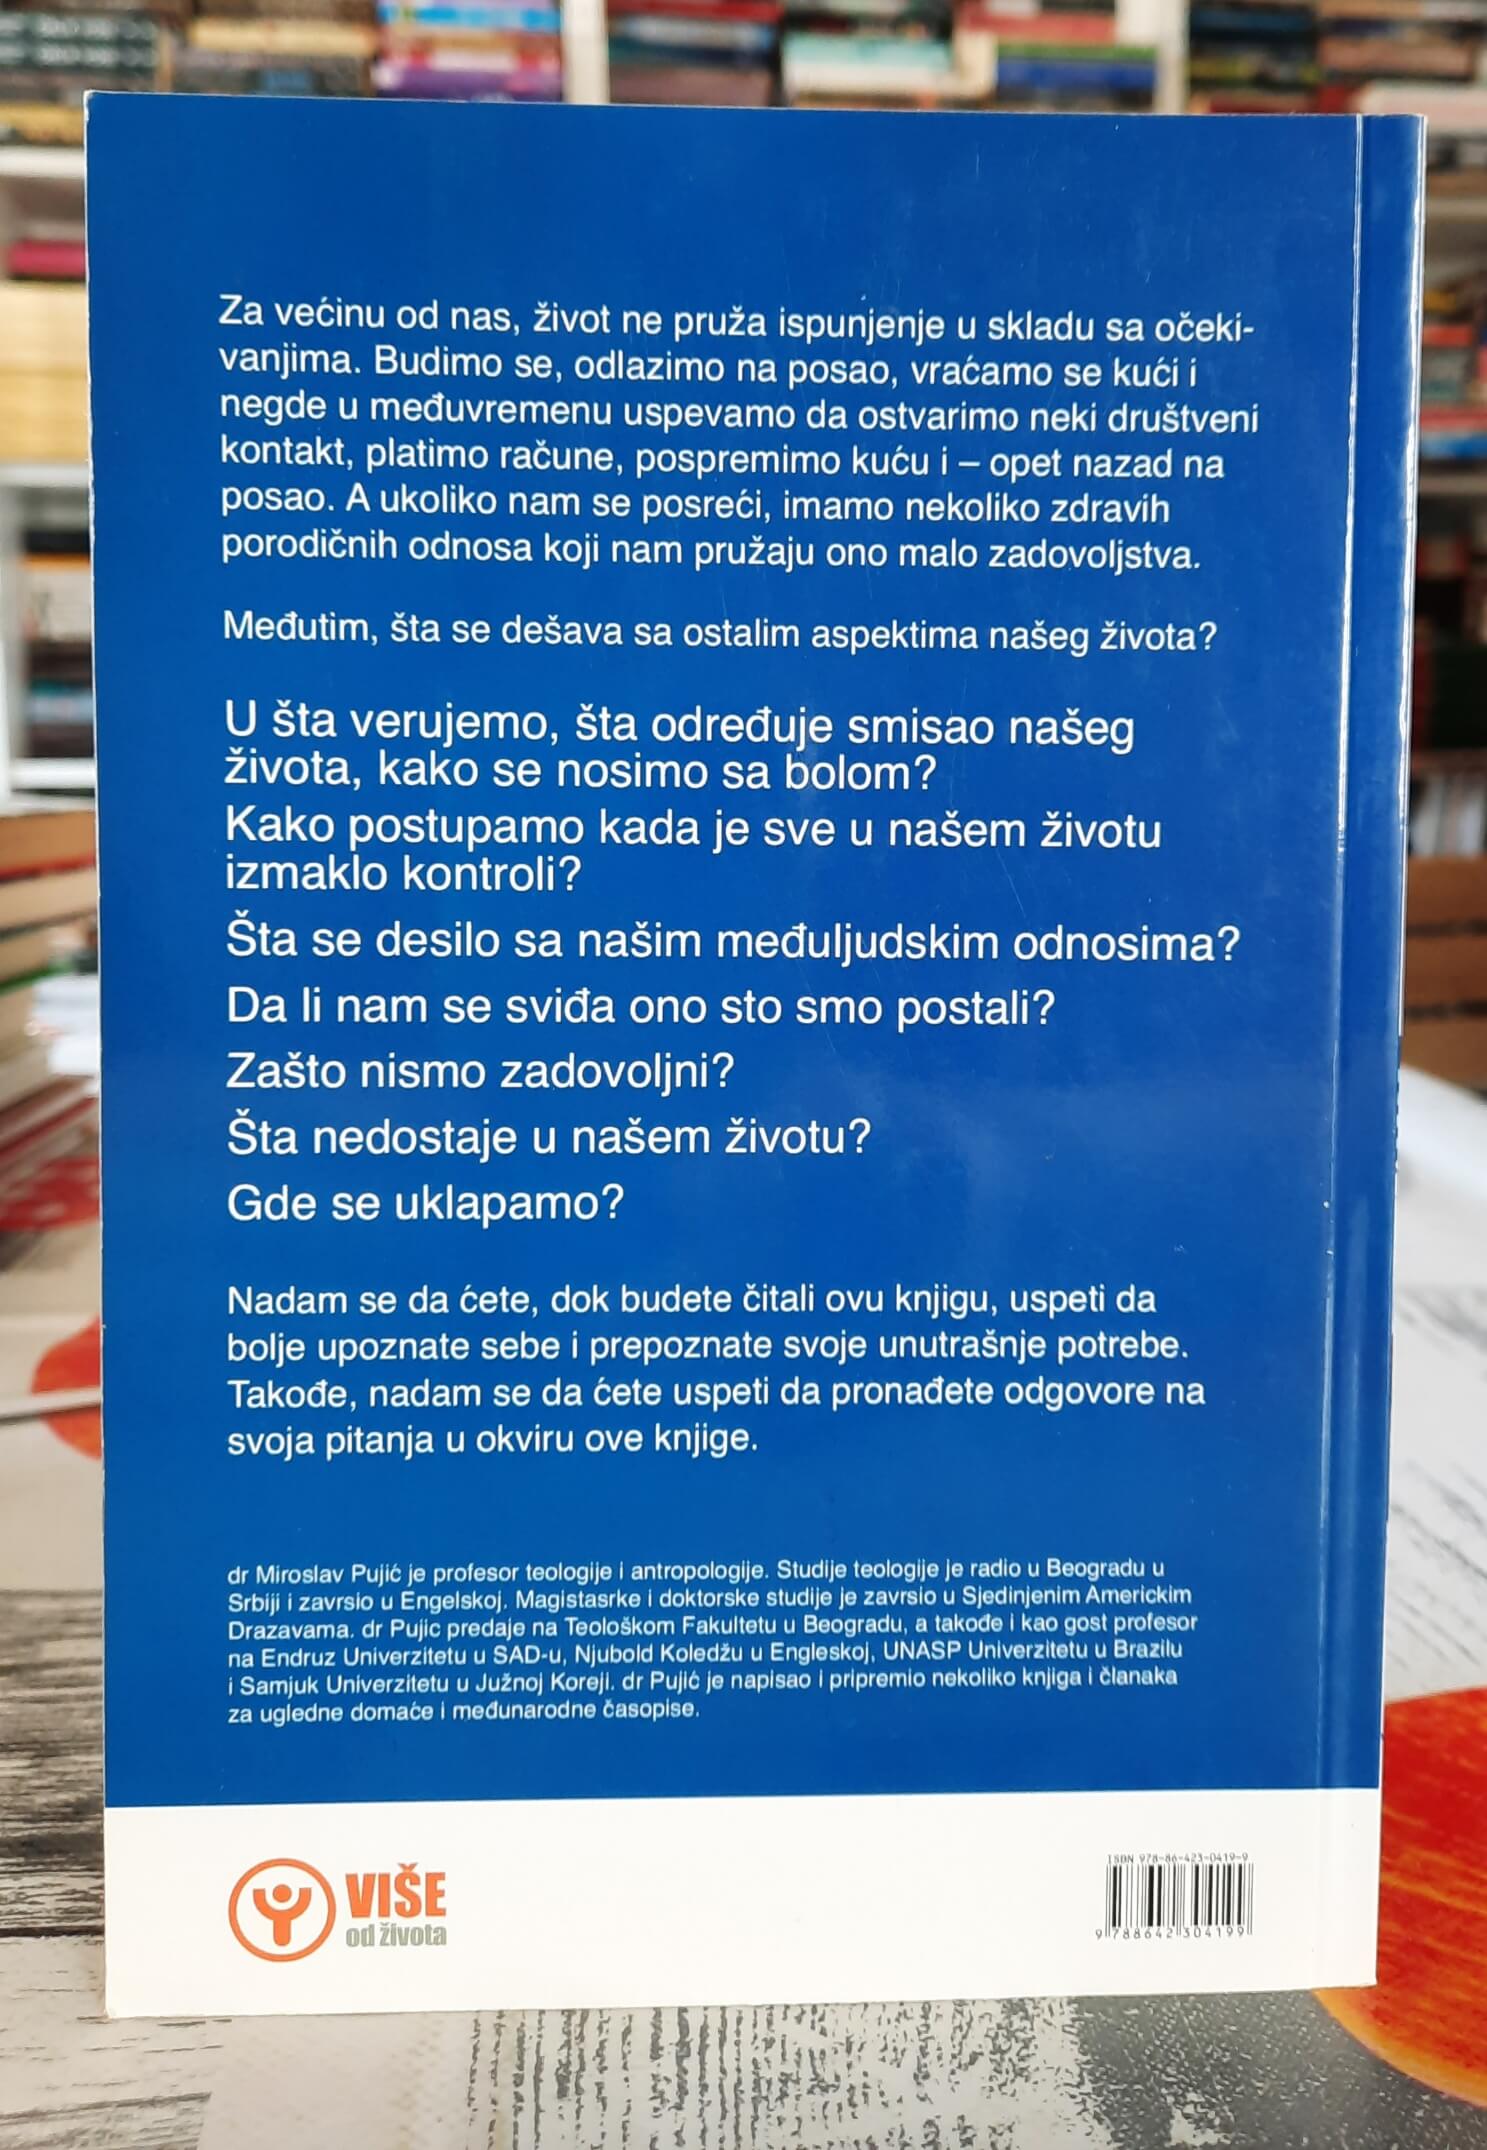 Za većinu od nas, život ne pruža ispunjenje u skladu sa očeki-
vanjima. Budimo se, odlazimo na posao, vraćamo se kući i
negde u međuvremenu uspevamo da ostvarimo neki društveni
kontakt, platimo račune, pospremimo kuću i – opet nazad na
posao. A ukoliko nam se posreći, imamo nekoliko zdravih
porodičnih odnosa koji nam pružaju ono malo zadovoljstva.
Međutim, šta se dešava sa ostalim aspektima našeg života?
U šta verujemo, šta određuje smisao našeg
života, kako se nosimo sa bolom?
Kako postupamo kada je sve u našem životu
izmaklo kontroli?
Šta se desilo sa našim međuljudskim odnosima?
Da li nam se sviđa ono sto smo postali?
Zašto nismo zadovoljni?
Šta nedostaje u našem životu?
Gde se uklapamo?
Nadam se da ćete, dok budete čitali ovu knjigu, uspeti da
bolje upoznate sebe i prepoznate svoje unutrašnje potrebe.
Takođe, nadam se da ćete uspeti da pronađete odgovore na
svoja pitanja u okviru ove knjige.
dr Miroslav Pujić je profesor teologije i antropologije. Studije teologije je radio u Beogradu u
Srbiji i zavrsio u Engelskoj. Magistasrke i doktorske studije je zavrsio u Sjedinjenim Americkim
Drazavama. dr Pujic predaje na Teološkom Fakultetu u Beogradu, a takođe i kao gost profesor
na Endruz Univerzitetu u SAD-u, Njubold Koledžu u Engleskoj, UNASP Univerzitetu u Brazilu
i Samjuk Univerzitetu u Južnoj Koreji. dr Pujić je napisao i pripremio nekoliko knjiga i članaka
za ugledne domaće i međunarodne časopise.
VIŠE
od života
ISBN 978-86-423-0419-9
9 788642 304199